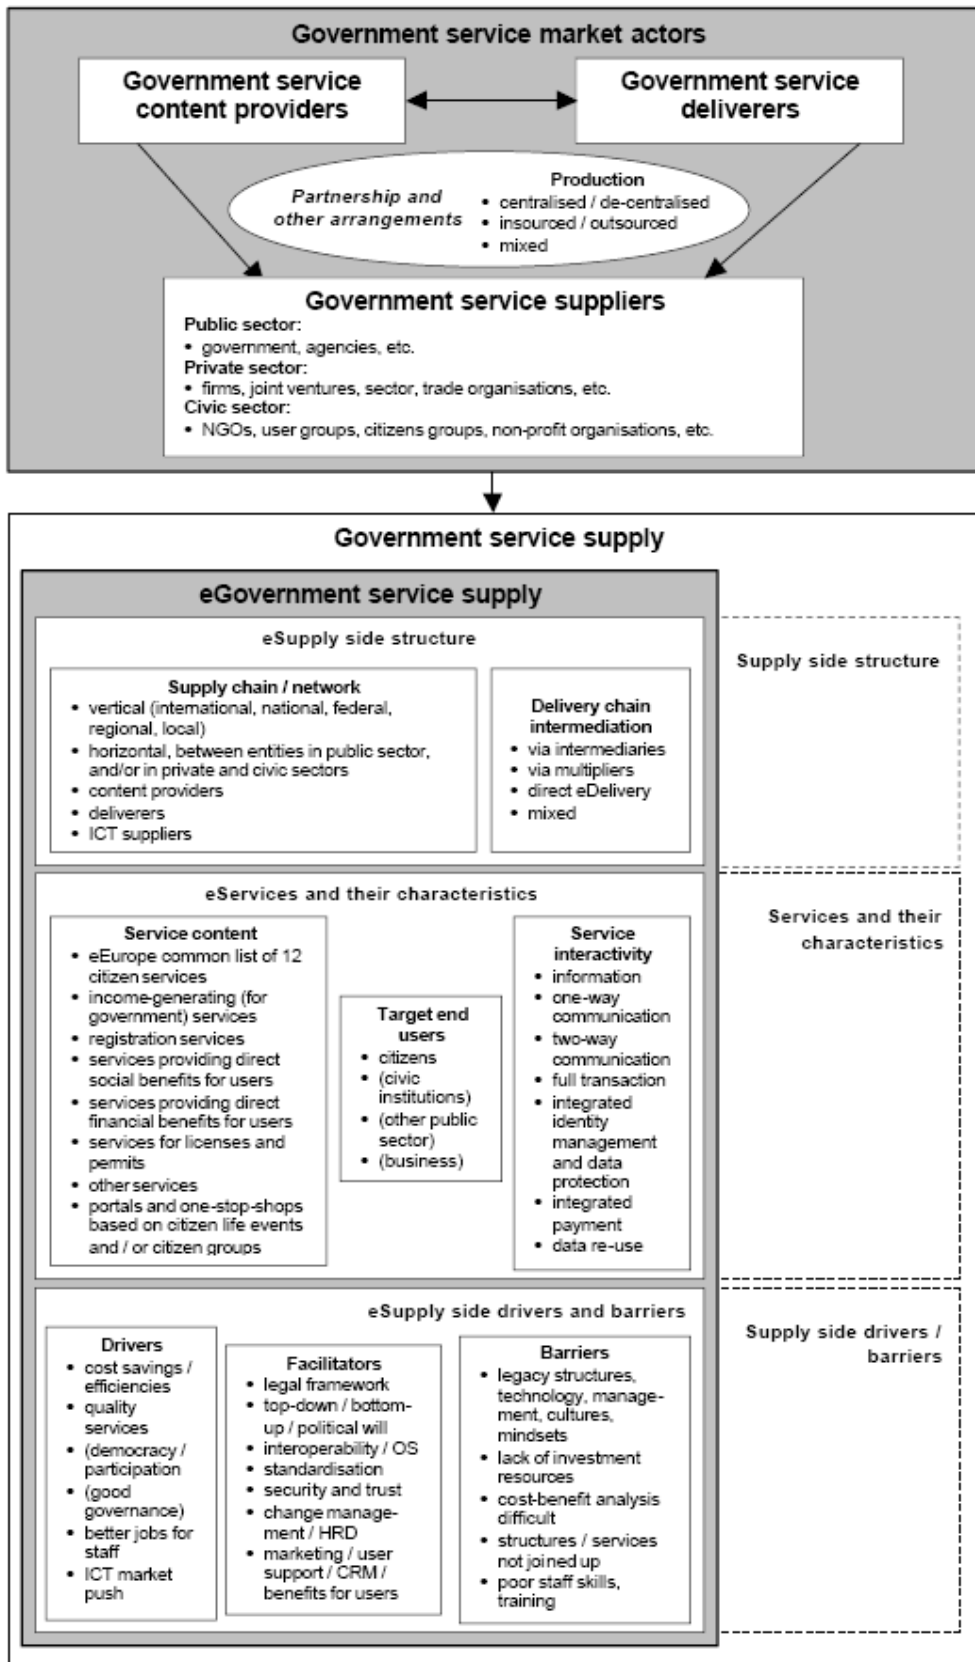 Government service market actors
Government service
content providers
Government service
deliverers
Partnership and
other arrangements
Production
• centralised / de-centralised
• insourced / outsourced
• mixed
Government service suppliers
Public sector:
• government, agencies, etc.
Private sector:
• firms, joint ventures, sector, trade organisations, etc.
Civic sector:
• NGOs, user groups, citizens groups, non-profit organisations, etc.
Government service supply
eGovernment service supply
eSupply side structure
Supply chain / network
• vertical (international, national, federal,
regional, local)
• horizontal, between entities in public sector,
and/or in private and civic sectors
• content providers
• deliverers
• ICT suppliers
Delivery chain
intermediation
• via intermediaries
• via multipliers
• direct eDelivery
• mixed
Supply side structure
eServices and their characteristics
Service content
• eEurope common list of 12
citizen services
• income-generating (for
government) services
• registration services
• services providing direct
social benefits for users
• services providing direct
financial benefits for users
• services for licenses and
permits
• other services
• portals and one-stop-shops
based on citizen life events
and / or citizen groups
Target end
users
• citizens
• (civic
institutions)
• (other public
sector)
• (business)
Service
interactivity
• information
• one-way
communication
• two-way
communication
• full transaction
• integrated
identity
management
and data
protection
• integrated
payment
• data re-use
Services and their
characteristics
eSupply side drivers and barriers
Drivers
• cost savings /
efficiencies
• quality
services
• (democracy /
participation
• (good
governance)
• better jobs for
staff
• ICT market
push
Facilitators
• legal framework
• top-down / bottom-
up / political will
• interoperability / OS
• standardisation
• security and trust
• change manage-
ment / HRD
• marketing / user
support / CRM /
benefits for users
Barriers
• legacy structures,
technology, manage-
ment, cultures,
mindsets
• lack of investment
resources
• cost-benefit analysis
difficult
• structures / services
not joined up
• poor staff skills,
training
Supply side drivers /
barriers